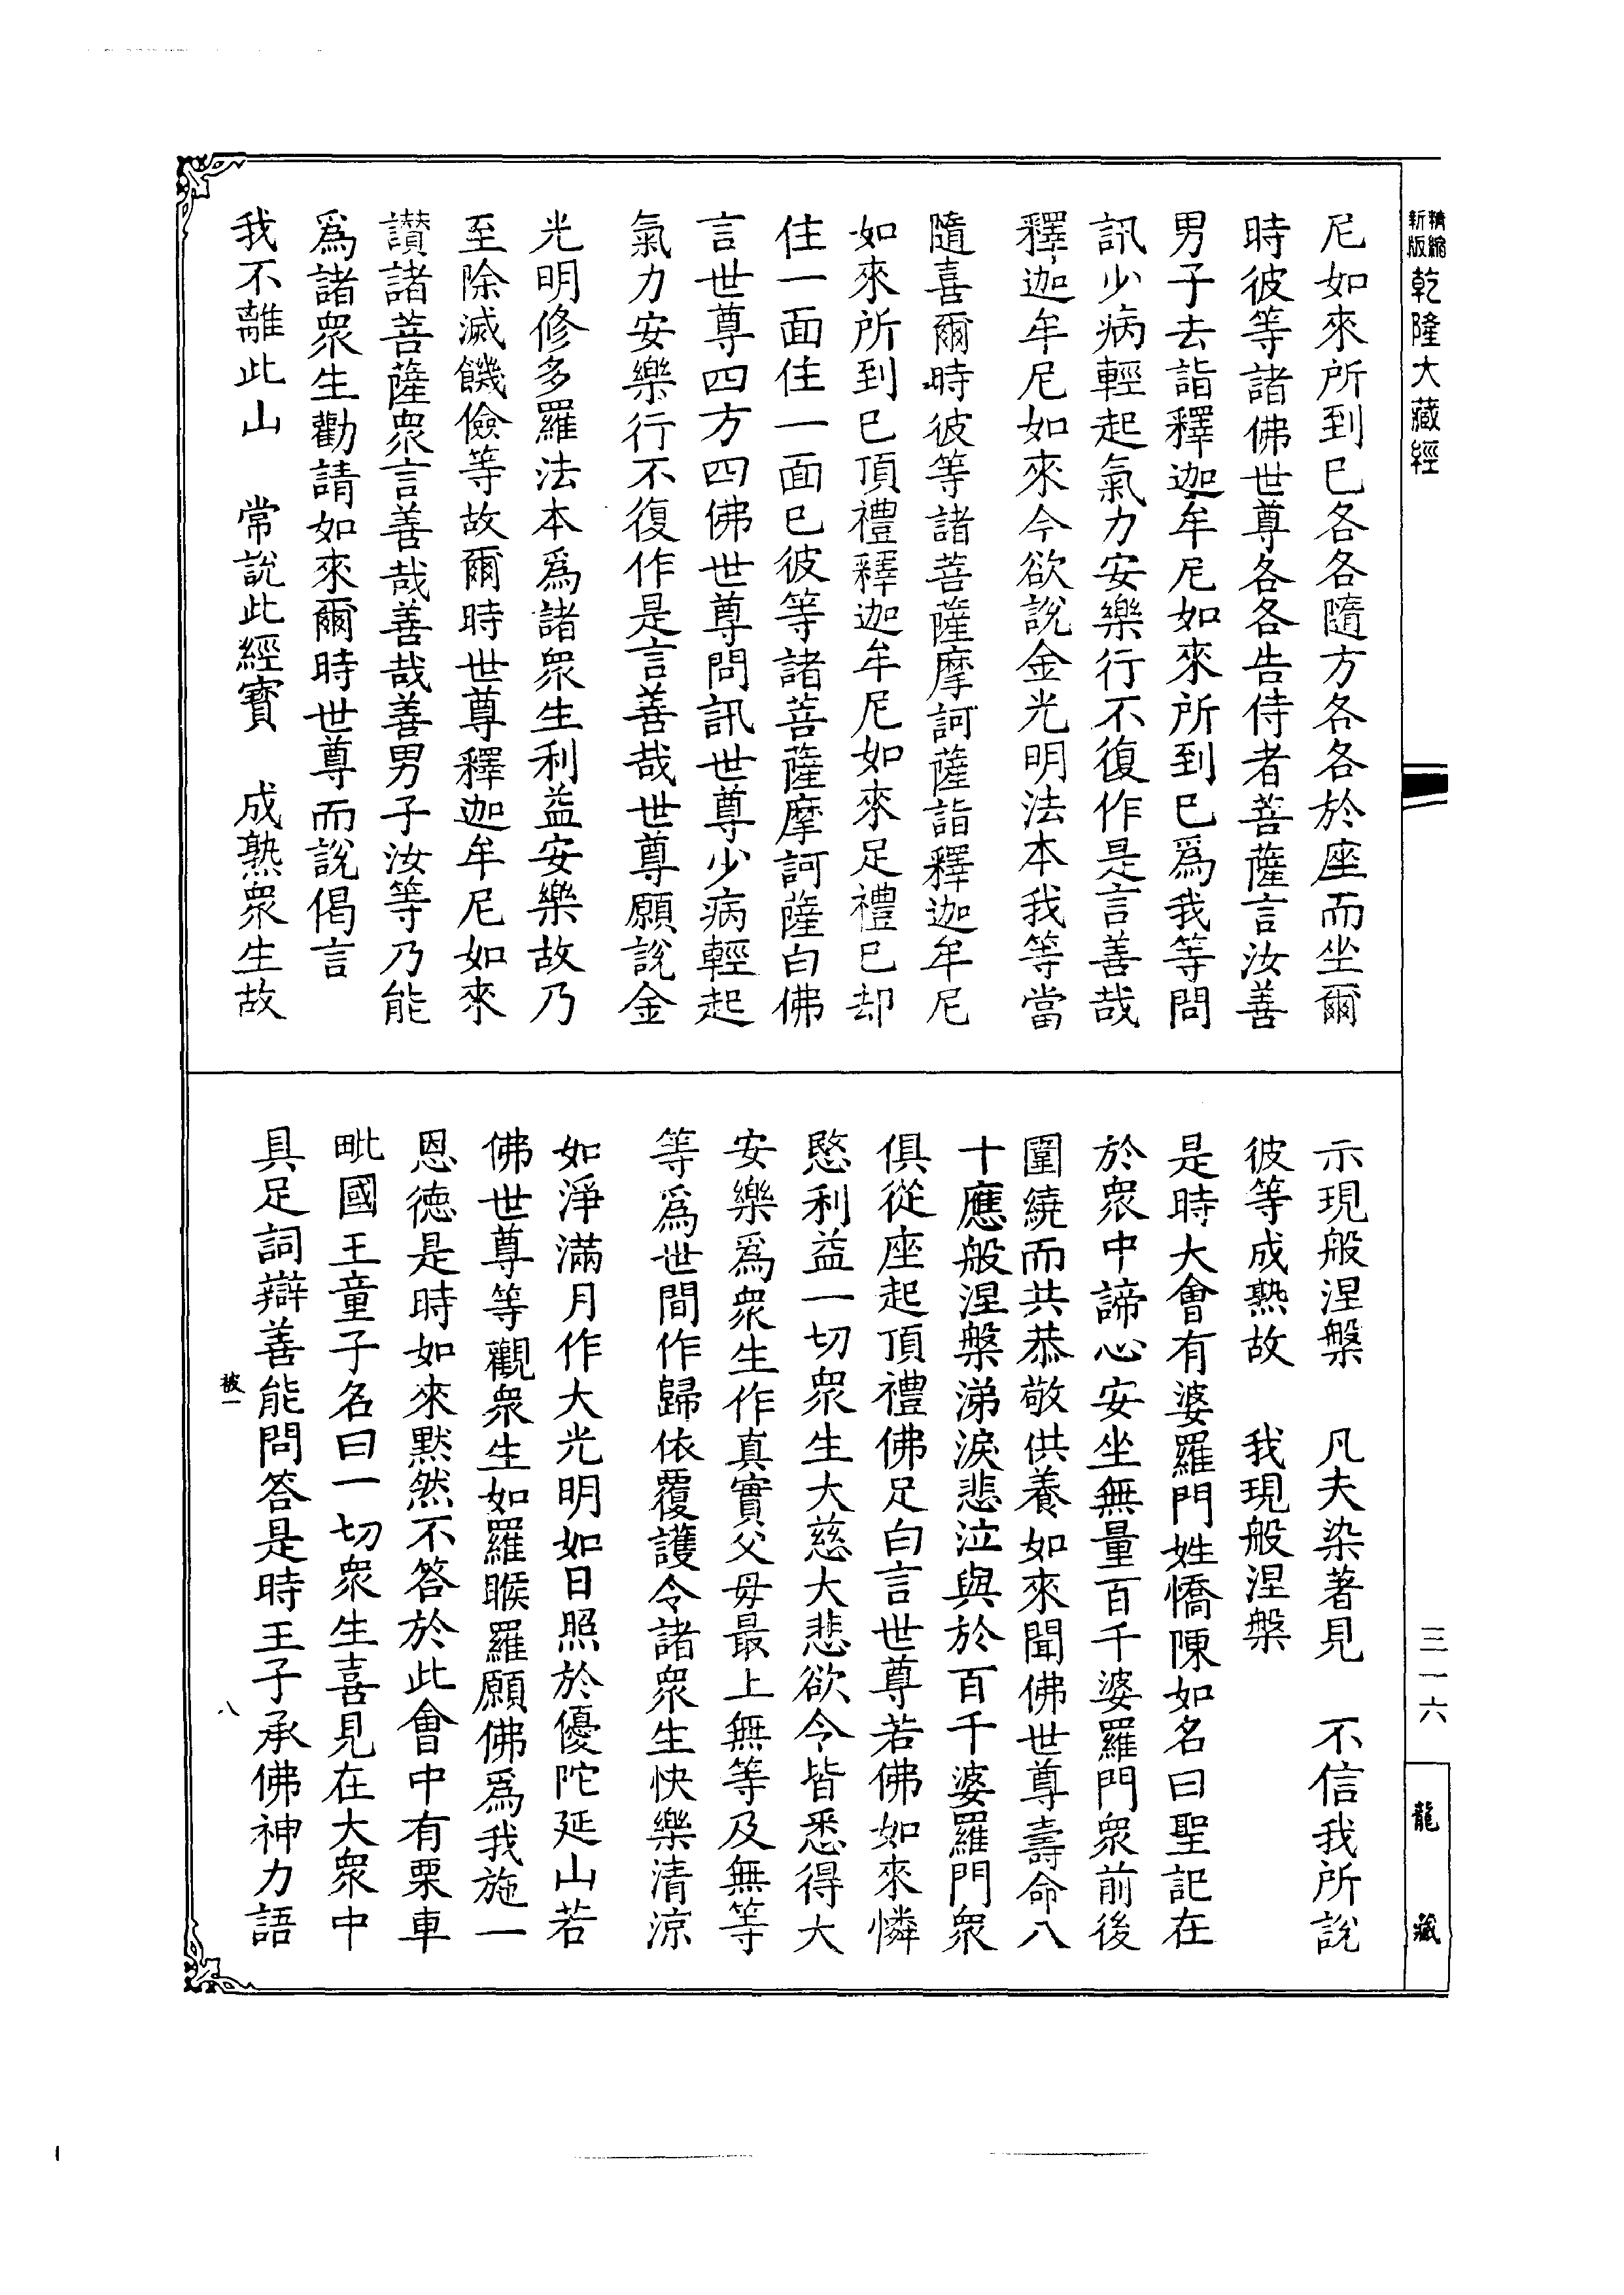 精縮新版乾隆大藏經
三一六
龍藏
尼如來所到已各各隨方各各於座而坐爾
時彼等諸佛世尊各各告侍者菩薩言汝善
男子去詣釋迦牟尼如來所到已爲我等問
訊少病輕起氣力安樂行不復作是言善哉
釋迦牟尼如來今欲說金光明法本我等當
隨喜爾時彼等諸菩薩摩訶薩詣釋迦牟尼
如來所到已頂禮釋迦牟尼如來足禮已却
住一面住一面已彼等諸菩薩摩訶薩白佛
言世尊四方四佛世尊問訊世尊少病輕起
氣力安樂行不復作是言善哉世尊願說金
光明修多羅法本爲諸衆生利益安樂故乃
至除滅饑儉等故爾時世尊釋迦牟尼如來
讃諸菩薩衆言善哉善哉善男子汝等乃能
爲諸衆生勸請如來爾時世尊而說偈言
我不離此山　常說此經寶　成熟衆生故
示現般涅槃　凡夫染著見　不信我所說
彼等成熟故　我現般涅槃
是時大會有婆羅門姓憍陳如名曰聖記在
於衆中諦心安坐無量百千婆羅門衆前後
圍繞而共恭敬供養如來聞佛世尊壽命八
十應般涅槃涕淚悲泣與於百千婆羅門衆
俱從座起頂禮佛足白言世尊若佛如來憐
愍利益一切衆生大慈大悲欲令皆悉得大
安樂爲衆生作真實父母最上無等及無等
等爲世間作歸依覆護令諸衆生快樂清涼
如淨滿月作大光明如日照於優陀延山若
佛世尊等觀衆生如羅睺羅願佛爲我施一
恩德是時如來默然不答於此會中有栗車
毗國王童子名曰一切衆生喜見在大衆中
具足詞辯善能問答是時王子承佛神力語
被一　八